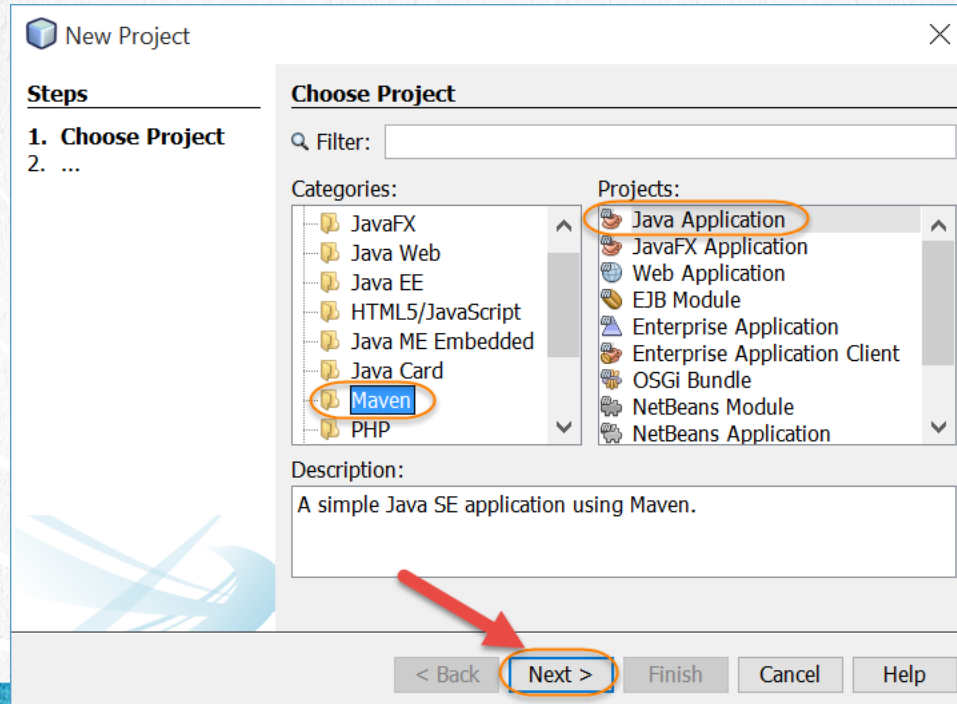 New Project
Steps
1. Choose Project
2. ...
Choose Project
Filter:
Categories:
JavaFX
Java Web
Java EE
HTML5/JavaScript
Java ME Embedded
Java Card
Maven
PHP
Projects:
Java Application
JavaFX Application
Web Application
EJB Module
Enterprise Application
Enterprise Application Client
OSGi Bundle
NetBeans Module
NetBeans Application
Description:
A simple Java SE application using Maven.
< Back Next > Finish Cancel Help